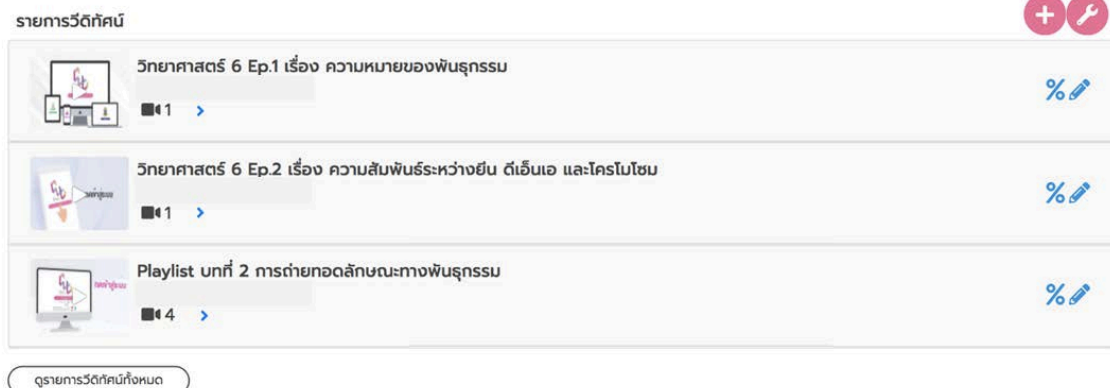 รายการวีดิทัศน์
วิทยาศาสตร์ 6 Ep.1 เรื่อง ความหมายของพันธุกรรม
1
วิทยาศาสตร์ 6 Ep.2 เรื่อง ความสัมพันธ์ระหว่างยีน ดีเอ็นเอ และโครโมโซม
1
Playlist บทที่ 2 การถ่ายทอดลักษณะทางพันธุกรรม
4
ดูรายการวีดิทัศน์ทั้งหมด